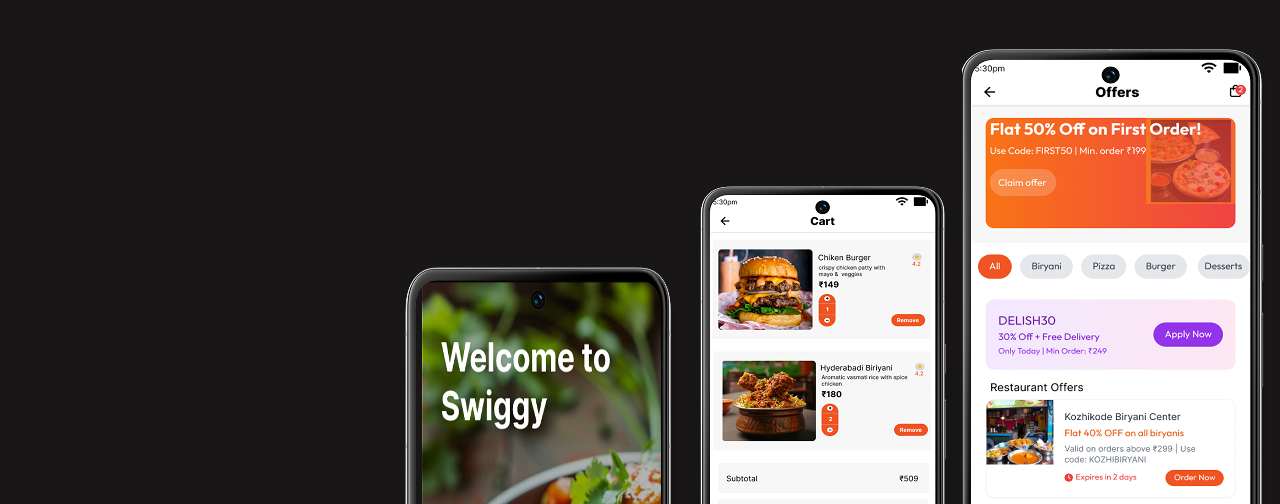 Welcome to
Swiggy
5:30pm
Cart
Chiken Burger
4.2
crispy chicken patty with
mayo & veggies
₹149
1
Remove
Hyderabadi Biriyani
4.2
Aromatic vasmati rice with spice
chicken
₹180
2
Remove
Subtotal
₹509
5:30pm
Offers
2
Flat 50% Off on First Order!
Use Code: FIRST50 | Min. order ₹199
Claim offer
All
Biryani
Pizza
Burger
Desserts
DELISH30
30% Off + Free Delivery
Only Today | Min Order: ₹249
Apply Now
Restaurant Offers
Kozhikode Biryani Center
Flat 40% OFF on all biryanis
Valid on orders above ₹299 | Use
code: KOZHIBIRYANI
Expires in 2 days
Order Now